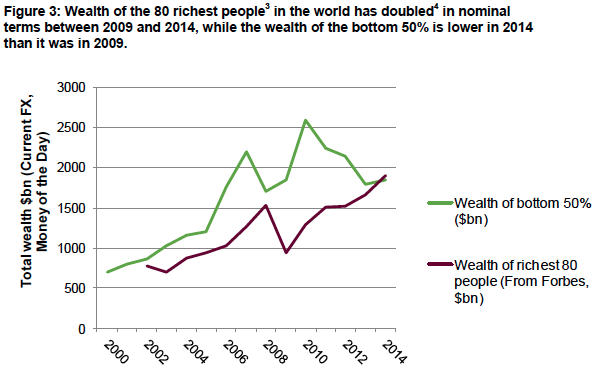 Figure 3: Wealth of the 80 richest people3 in the world has doubled4 in nominal
terms between 2009 and 2014, while the wealth of the bottom 50% is lower in 2014
than it was in 2009.
Total wealth $bn (Current FX,
Money of the Day)
3000
2500
2000
1500
1000
500
0
2000
2002
2004
2006
2008
2010
2012
2014
Wealth of bottom 50%
($bn)
Wealth of richest 80
people (From Forbes,
$bn)